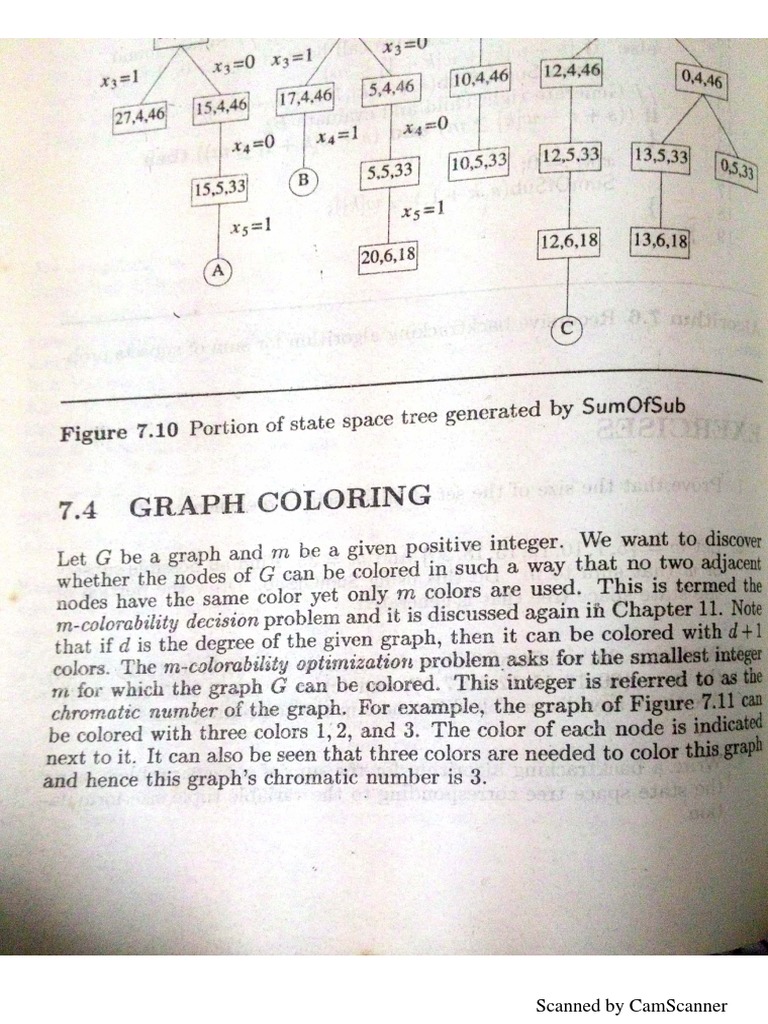 x3=0
x3=1 x3=0 x3=1
27,4,46 15,4,46 17,4,46 5,4,46 10,4,46 12,4,46 0,4,46
x4=0 x4=1 x4=0
15,5,33 B 5,5,33 10,5,33 12,5,33 13,5,33 0,5,33
x5=1 x5=1
A 20,6,18 12,6,18 13,6,18
C
Figure 7.10 Portion of state space tree generated by SumOfSub
7.4 GRAPH COLORING
Let G be a graph and m be a given positive integer. We want to discover
whether the nodes of G can be colored in such a way that no two adjacent
nodes have the same color yet only m colors are used. This is termed the
m-colorability decision problem and it is discussed again in Chapter 11. Note
that if d is the degree of the given graph, then it can be colored with d+1
colors. The m-colorability optimization problem asks for the smallest integer
m for which the graph G can be colored. This integer is referred to as the
chromatic number of the graph. For example, the graph of Figure 7.11 can
be colored with three colors 1, 2, and 3. The color of each node is indicated
next to it. It can also be seen that three colors are needed to color this graph
and hence this graph's chromatic number is 3.
Scanned by CamScanner